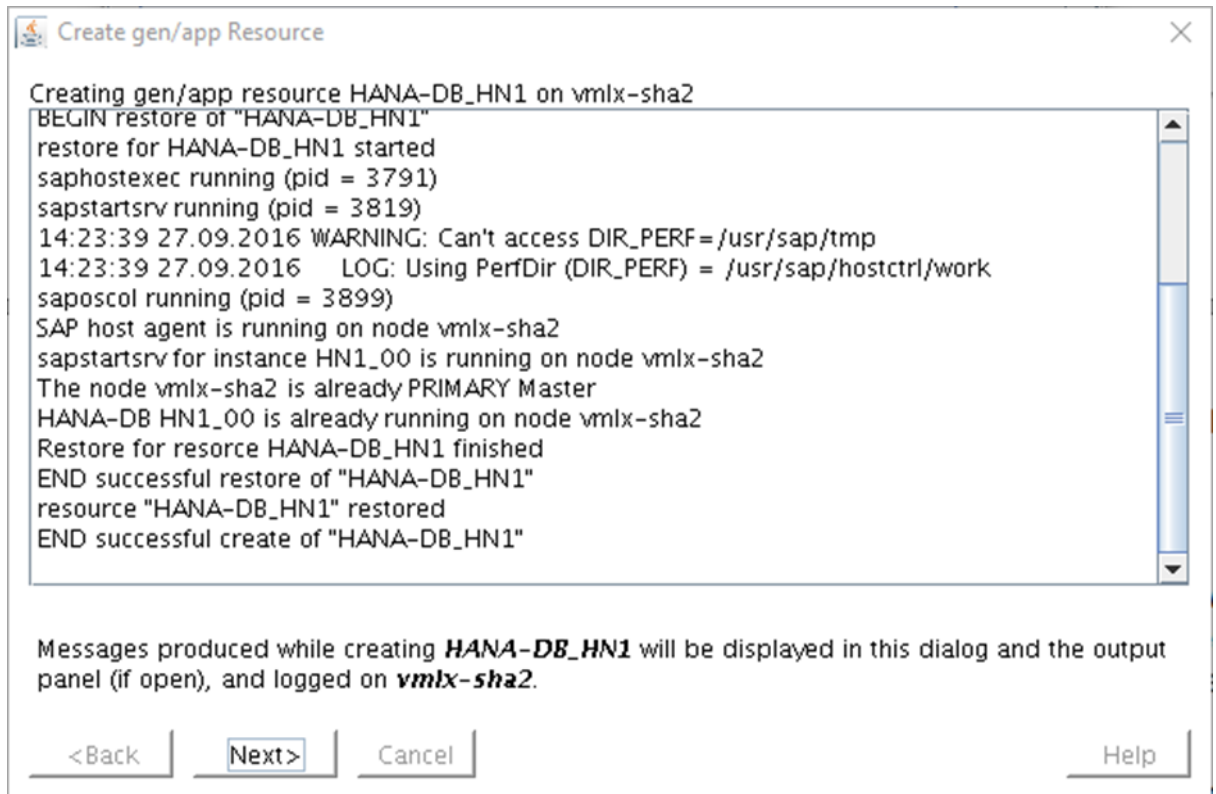 Create gen/app Resource
Creating gen/app resource HANA-DB_HN1 on vmlx-sha2
BEGIN restore of "HANA-DB_HN1"
restore for HANA-DB_HN1 started
saphostexec running (pid = 3791)
sapstartsrv running (pid = 3819)
14:23:39 27.09.2016 WARNING: Can't access DIR_PERF=/usr/sap/tmp
14:23:39 27.09.2016 LOG: Using PerfDir (DIR_PERF) = /usr/sap/hostctrl/work
saposcol running (pid = 3899)
SAP host agent is running on node vmlx-sha2
sapstartsrv for instance HN1_00 is running on node vmlx-sha2
The node vmlx-sha2 is already PRIMARY Master
HANA-DB HN1_00 is already running on node vmlx-sha2
Restore for resorce HANA-DB_HN1 finished
END successful restore of "HANA-DB_HN1"
resource "HANA-DB_HN1" restored
END successful create of "HANA-DB_HN1"
Messages produced while creating HANA-DB_HN1 will be displayed in this dialog and the output
panel (if open), and logged on vmlx-sha2.
<Back Next> Cancel Help